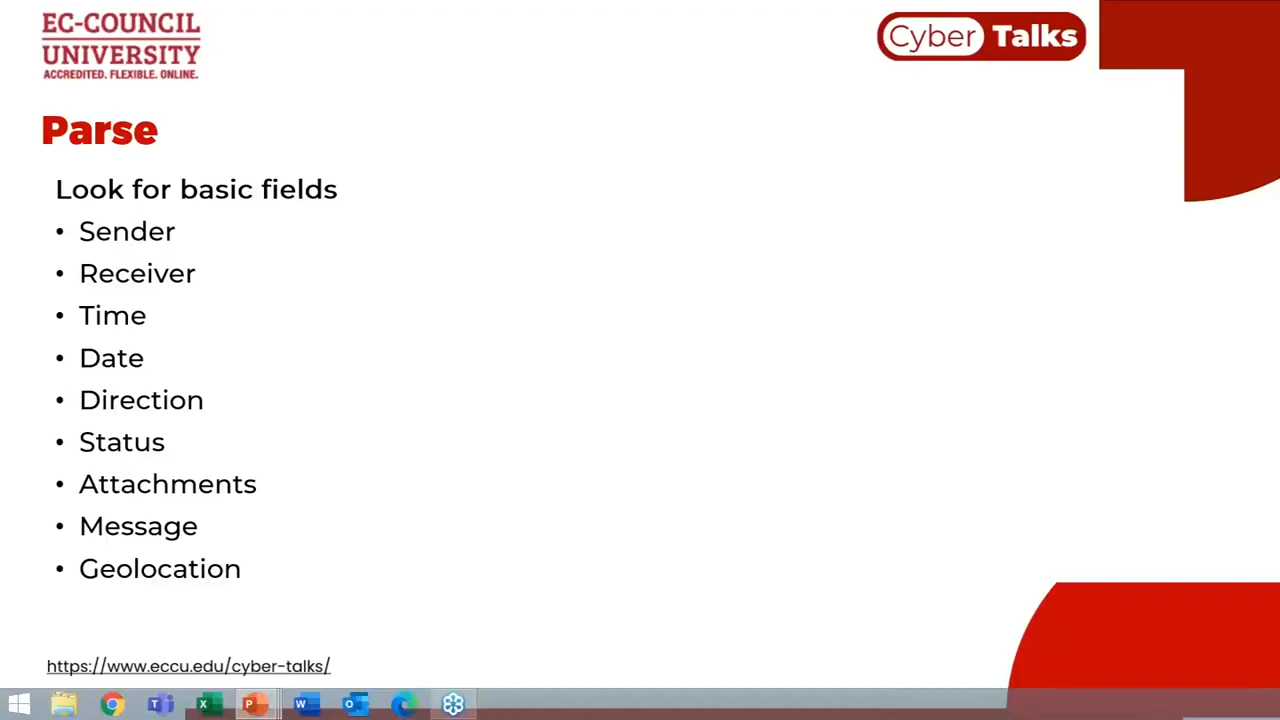 EC-COUNCIL
UNIVERSITY
ACCREDITED. FLEXIBLE. ONLINE.
Cyber Talks
Parse
Look for basic fields
• Sender
• Receiver
• Time
• Date
• Direction
• Status
• Attachments
• Message
• Geolocation
https://www.eccu.edu/cyber-talks/